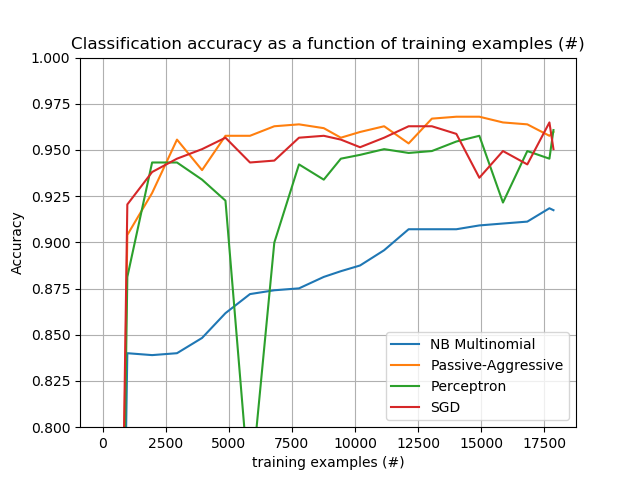 Classification accuracy as a function of training examples (#)
1.000
0.975
0.950
0.925
0.900
0.875
0.850
0.825
0.800
Accuracy
NB Multinomial
Passive-Aggressive
Perceptron
SGD
0 2500 5000 7500 10000 12500 15000 17500
training examples (#)